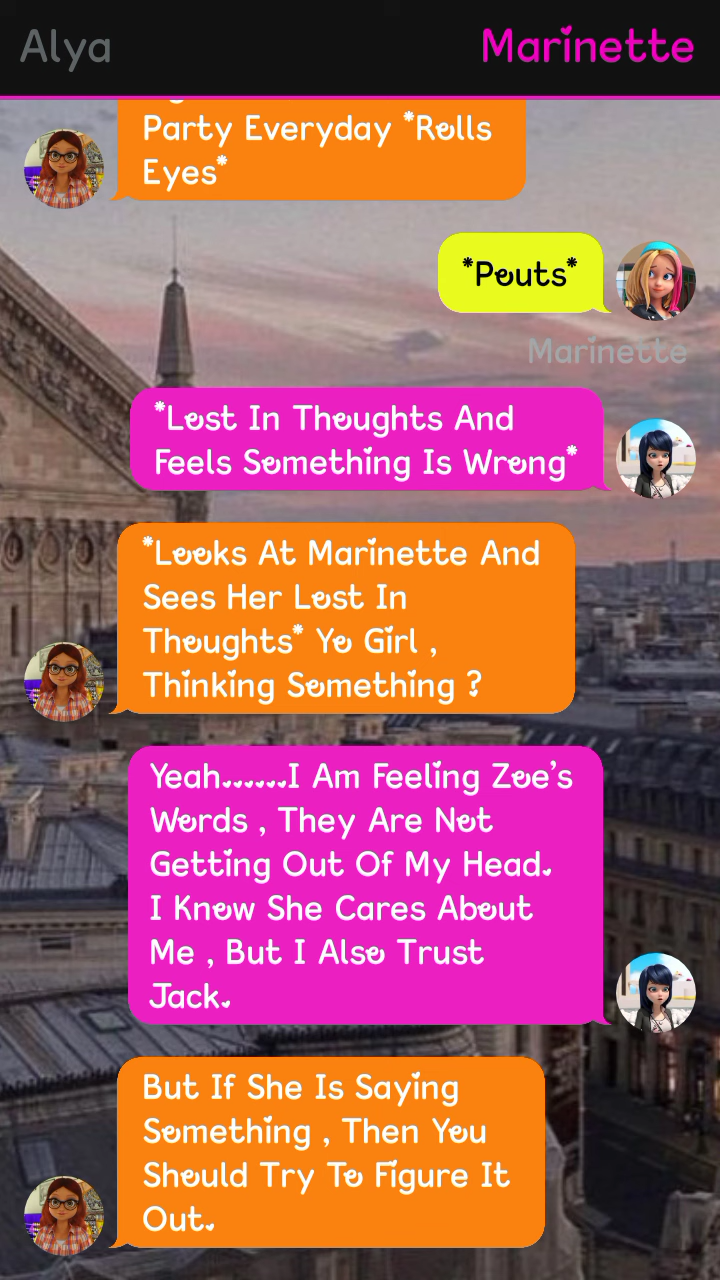 Alya
Marinette
Party Everyday *Rolls
Eyes*
*Pouts*
Marinette
*Lost In Thoughts And
Feels Something Is Wrong*
*Looks At Marinette And
Sees Her Lost In
Thoughts* Yo Girl ,
Thinking Something ?
Yeah......I Am Feeling Zoe's
Words , They Are Not
Getting Out Of My Head.
I Know She Cares About
Me , But I Also Trust
Jack.
But If She Is Saying
Something , Then You
Should Try To Figure It
Out.